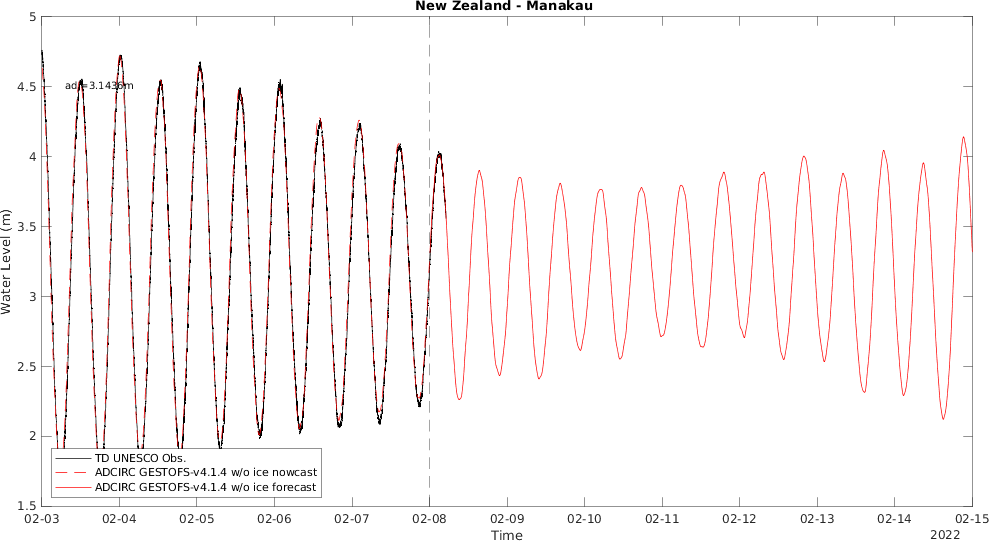 New Zealand - Manakau
5
4.5
4
3.5
3
2.5
2
1.5
Water Level (m)
adj=3.1436m
TD UNESCO Obs.
ADCIRC GESTOFS-v4.1.4 w/o ice nowcast
ADCIRC GESTOFS-v4.1.4 w/o ice forecast
02-03 02-04 02-05 02-06 02-07 02-08 02-09 02-10 02-11 02-12 02-13 02-14 02-15
Time
2022